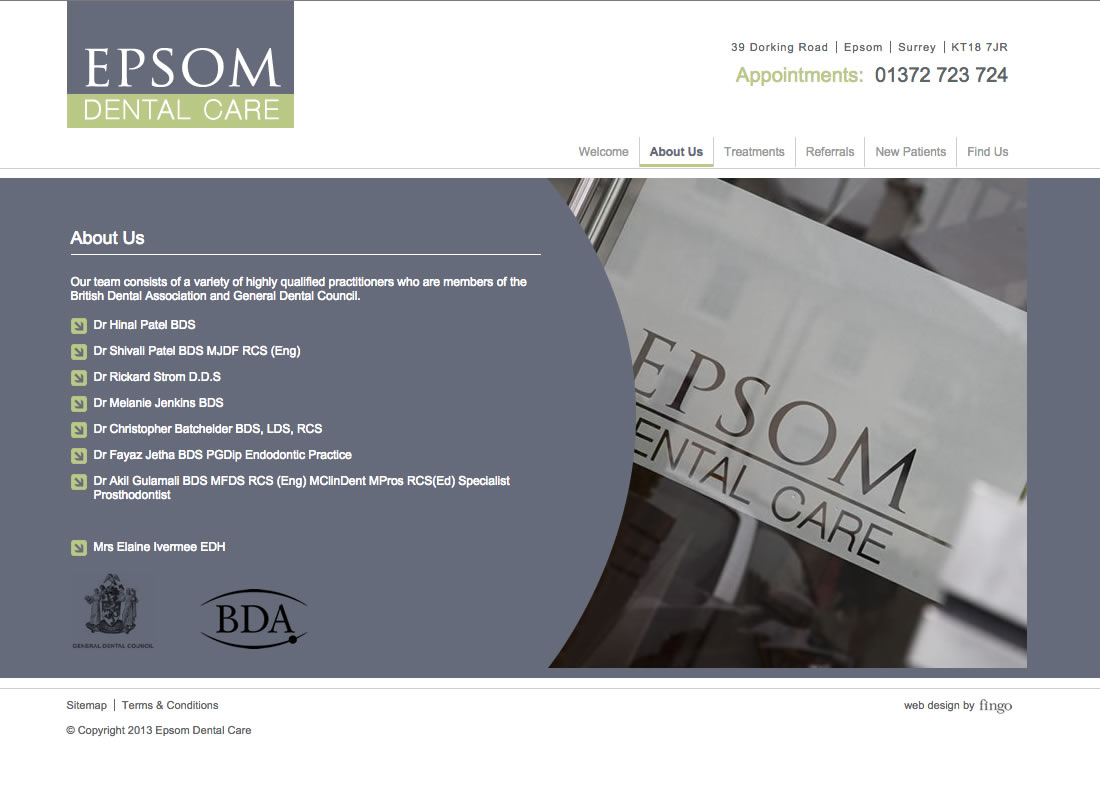 EPSOM
DENTAL CARE
39 Dorking Road | Epsom | Surrey | KT18 7JR
Appointments: 01372 723 724
Welcome | About Us | Treatments | Referrals | New Patients | Find Us
About Us
Our team consists of a variety of highly qualified practitioners who are members of the
British Dental Association and General Dental Council.
Dr Hinal Patel BDS
Dr Shivali Patel BDS MJDF RCS (Eng)
Dr Rickard Strom D.D.S
Dr Melanie Jenkins BDS
Dr Christopher Batchelder BDS, LDS, RCS
Dr Fayaz Jetha BDS PGDip Endodontic Practice
Dr Akil Gulamali BDS MFDS RCS (Eng) MClinDent MPros RCS(Ed) Specialist
Prosthodontist
Mrs Elaine Ivermee EDH
GENERAL DENTAL COUNCIL
BDA
EPSOM
ENTAL CARE
Sitemap | Terms & Conditions
web design by fingo
© Copyright 2013 Epsom Dental Care